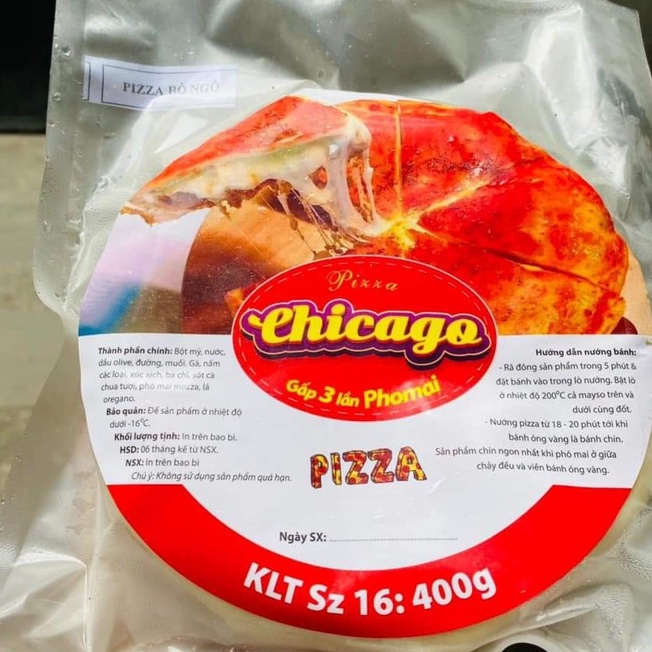 PIZZA BÒ NGÔ
Pizza
Chicago
Gấp 3 lần Phomai
Thành phần chính: Bột mỳ, nước,
dầu olive, đường, muối. Gà, nấm
các loại, xúc xích, ba chỉ, sốt cà
chua tươi, phô mai mozza, lá
oregano.
Bảo quản: Để sản phẩm ở nhiệt độ
dưới -16°C.
Khối lượng tịnh: In trên bao bì.
HSD: 06 tháng kể từ NSX.
NSX: In trên bao bì
Chú ý: Không sử dụng sản phẩm quá hạn.
Hướng dẫn nướng bánh:
- Rã đông sản phẩm trong 5 phút &
đặt bánh vào trong lò nướng. Bật lò
ở nhiệt độ 200°C cả mayso trên và
dưới cùng đốt.
- Nướng pizza từ 18 - 20 phút tới khi
bánh óng vàng là bánh chín.
Sản phẩm chín ngon nhất khi phô mai ở giữa
chảy đều và viền bánh óng vàng.
PIZZA
Ngày SX:
KLT Sz 16: 400g